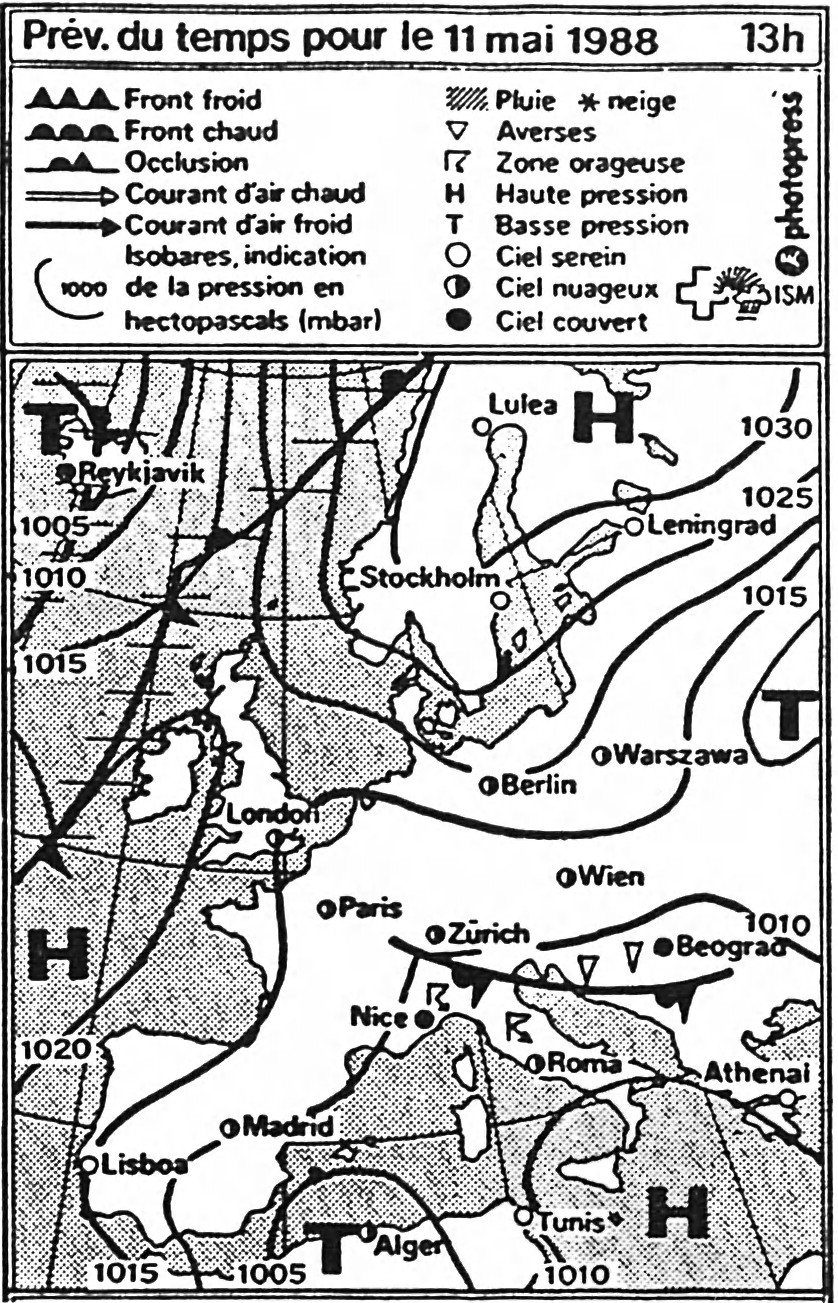 Prév. du temps pour le 11 mai 1988 13h
Front froid
Front chaud
Occlusion
Courant d'air chaud
Courant d'air froid
Isobares, indication
1000 de la pression en
hectopascals (mbar)
Pluie * neige
Averses
Zone orageuse
H Haute pression
T Basse pression
Ciel serein
Ciel nuageux
Ciel couvert
photopress
ISM
Lulea
T H
1030
Reykjavik
1025
1005
Leningrad
1010
Stockholm
1015
1015
T
Warszawa
Berlin
London
Wien
Paris
1010
Zürich
Beograd
H
Nice
1020
Roma
Athenai
Madrid
Lisboa
H
Tunis
T
Alger
1015 1005 1010